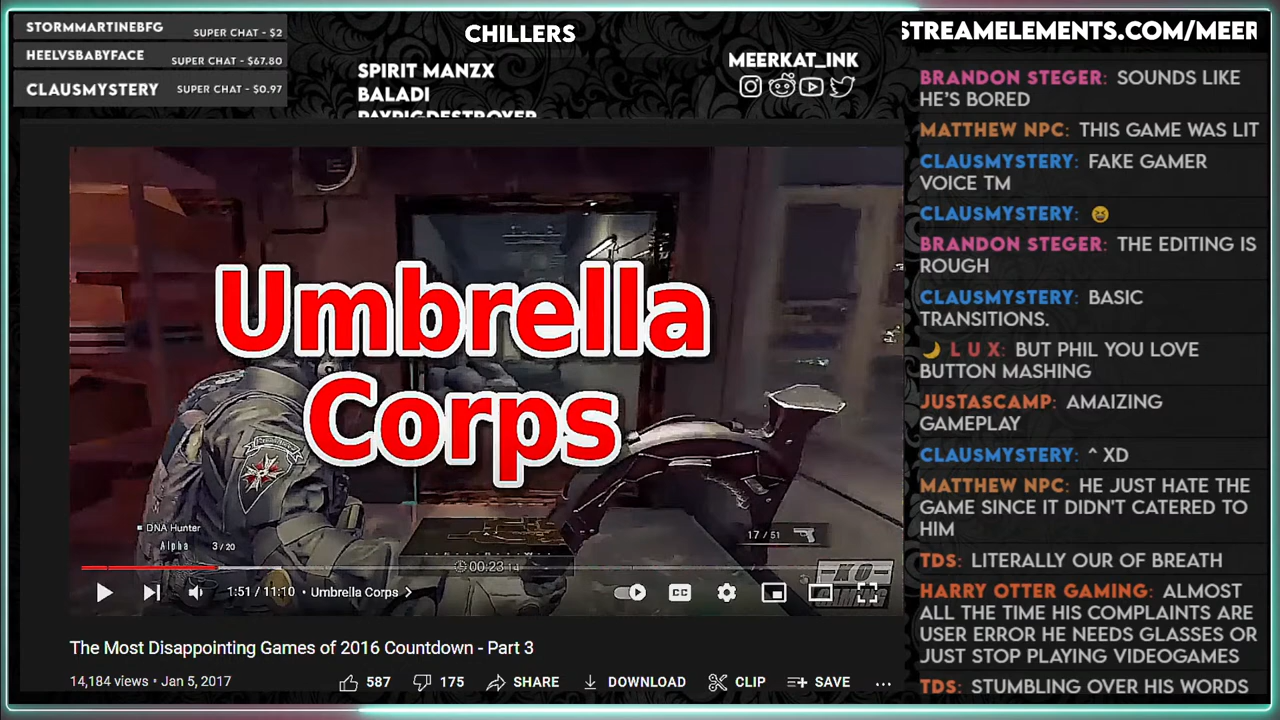 STORMMARTINEBFG SUPER CHAT - $2
HEELVSBABYFACE SUPER CHAT - $67.80
CLAUSMYSTERY SUPER CHAT - $0.97
CHILLERS
SPIRIT MANZX
BALADI
PAYPIGDESTROYER
MEERKAT_INK
STREAMELEMENTS.COM/MEER
Umbrella
Corps
DNA Hunter
Alpha 3/20
17 / 51
00:23:14
KO
GAMING
1:51 / 11:10 • Umbrella Corps >
CC
The Most Disappointing Games of 2016 Countdown - Part 3
14,184 views • Jan 5, 2017
587 175 SHARE DOWNLOAD CLIP SAVE ...
BRANDON STEGER: SOUNDS LIKE
HE'S BORED
MATTHEW NPC: THIS GAME WAS LIT
CLAUSMYSTERY: FAKE GAMER
VOICE TM
CLAUSMYSTERY: 😆
BRANDON STEGER: THE EDITING IS
ROUGH
CLAUSMYSTERY: BASIC
TRANSITIONS.
🌙 L U X: BUT PHIL YOU LOVE
BUTTON MASHING
JUSTASCAMP: AMAIZING
GAMEPLAY
CLAUSMYSTERY: ^ XD
MATTHEW NPC: HE JUST HATE THE
GAME SINCE IT DIDN'T CATERED TO
HIM
TDS: LITERALLY OUR OF BREATH
HARRY OTTER GAMING: ALMOST
ALL THE TIME HIS COMPLAINTS ARE
USER ERROR HE NEEDS GLASSES OR
JUST STOP PLAYING VIDEOGAMES
TDS: STUMBLING OVER HIS WORDS